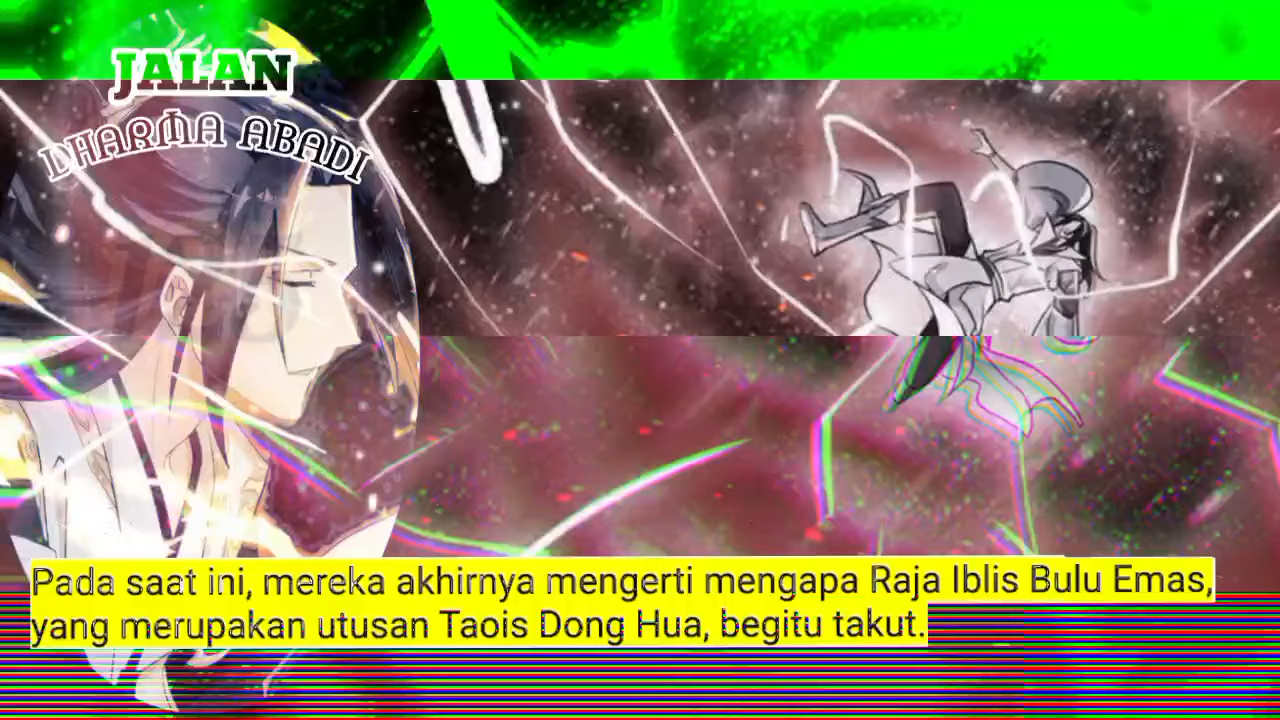 JALAN
DHARMA ABADI
Pada saat ini, mereka akhirnya mengerti mengapa Raja Iblis Bulu Emas,
yang merupakan utusan Taois Dong Hua, begitu takut.